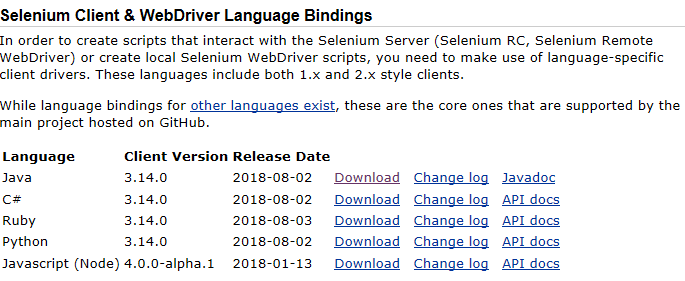 Selenium Client & WebDriver Language Bindings
In order to create scripts that interact with the Selenium Server (Selenium RC, Selenium Remote
WebDriver) or create local Selenium WebDriver scripts, you need to make use of language-specific
client drivers. These languages include both 1.x and 2.x style clients.
While language bindings for other languages exist, these are the core ones that are supported by the
main project hosted on GitHub.
Language Client Version Release Date
Java 3.14.0 2018-08-02 Download Change log Javadoc
C# 3.14.0 2018-08-02 Download Change log API docs
Ruby 3.14.0 2018-08-03 Download Change log API docs
Python 3.14.0 2018-08-02 Download Change log API docs
Javascript (Node) 4.0.0-alpha.1 2018-01-13 Download Change log API docs